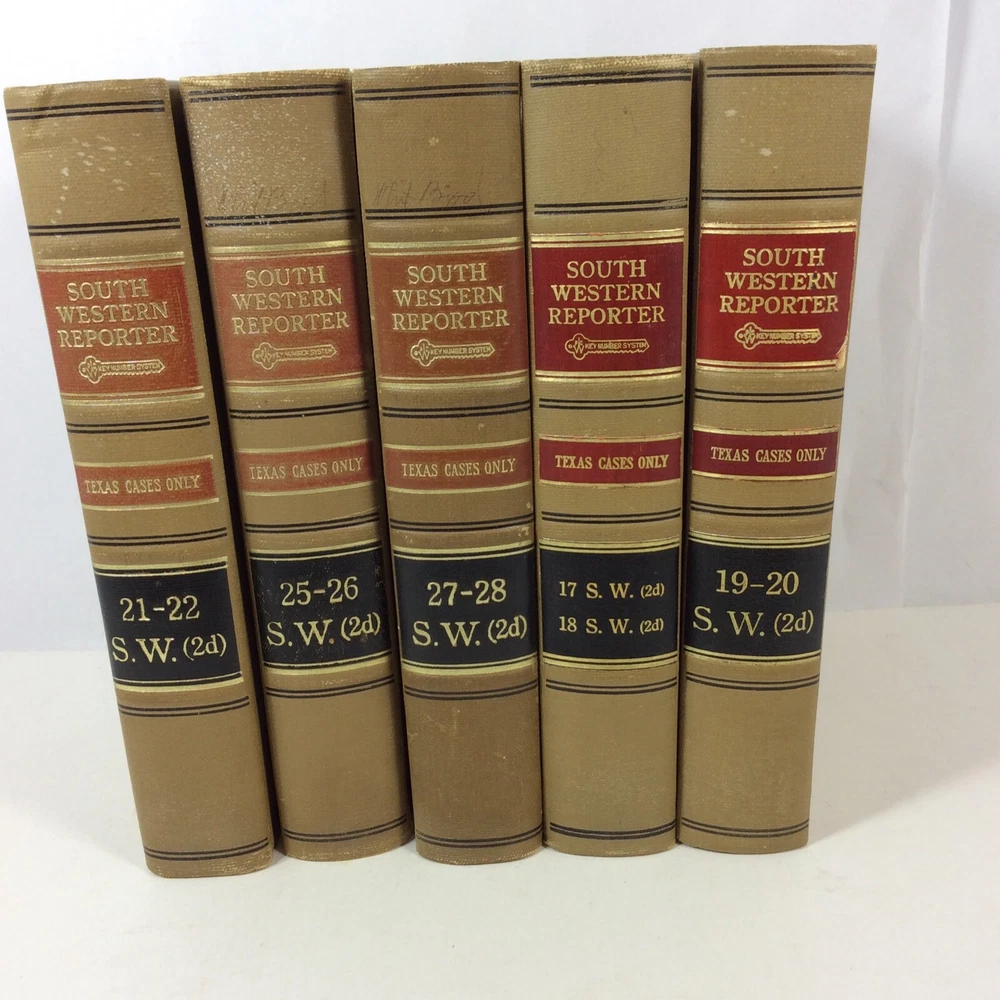 SOUTH
WESTERN
REPORTER
KEY NUMBER SYSTEM
TEXAS CASES ONLY
21-22
S.W. (2d)
SOUTH
WESTERN
REPORTER
KEY NUMBER SYSTEM
TEXAS CASES ONLY
25-26
S.W. (2d)
SOUTH
WESTERN
REPORTER
KEY NUMBER SYSTEM
TEXAS CASES ONLY
27-28
S.W. (2d)
SOUTH
WESTERN
REPORTER
KEY NUMBER SYSTEM
TEXAS CASES ONLY
17 S. W. (2d)
18 S. W. (2d)
SOUTH
WESTERN
REPORTER
KEY NUMBER SYSTEM
TEXAS CASES ONLY
19-20
S. W. (2d)